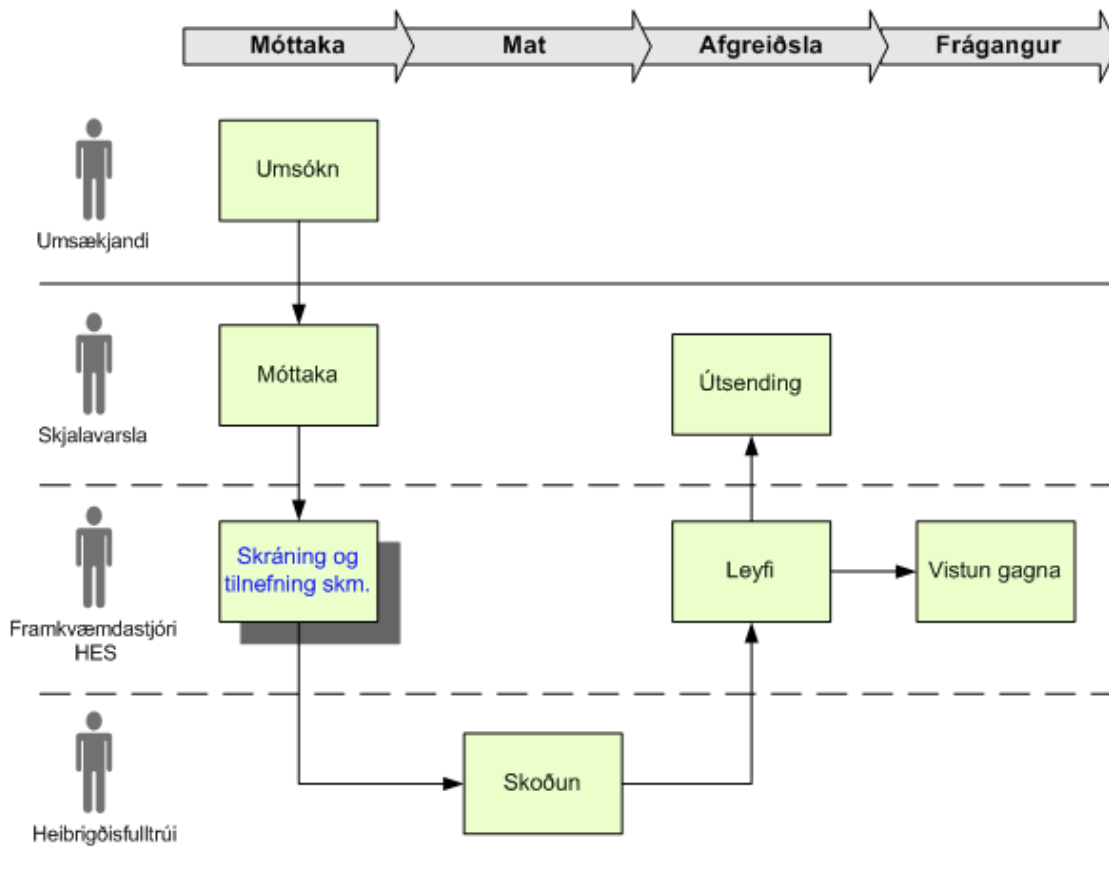 Móttaka
Mat
Afgreiðsla
Frágangur
Umsókn
Umsækjandi
Móttaka
Útsending
Skjalavarsla
Skráning og
tilnefning skm.
Leyfi
Vistun gagna
Framkvæmdastjóri
HES
Skoðun
Heibrigðisfulltrúi